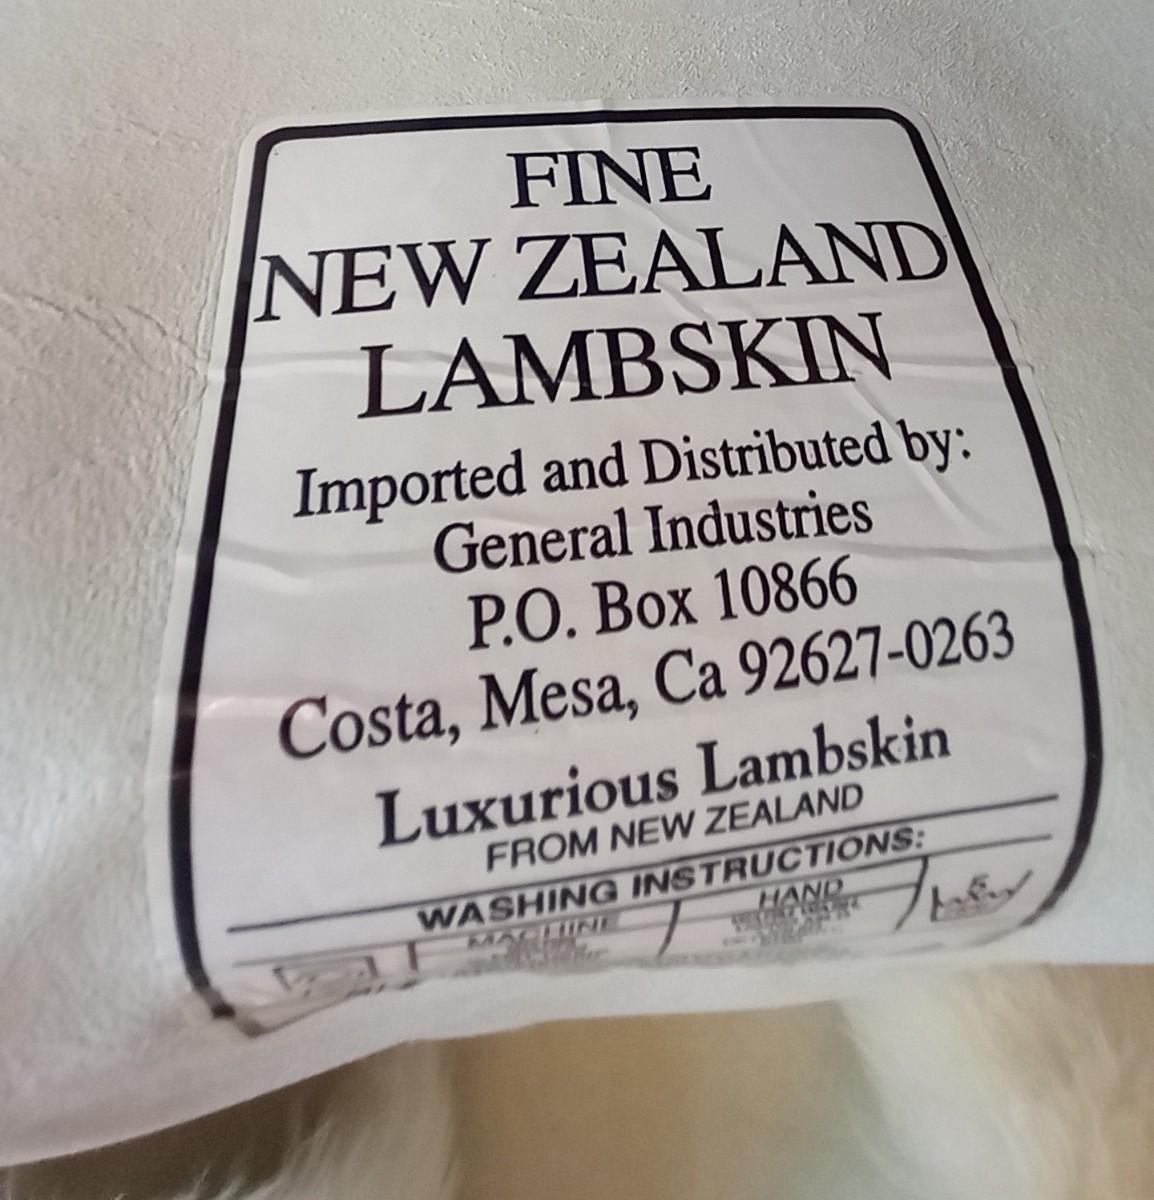 FINE
NEW ZEALAND
LAMBSKIN
Imported and Distributed by:
General Industries
P.O. Box 10866
Costa, Mesa, Ca 92627-0263
Luxurious Lambskin
FROM NEW ZEALAND
WASHING INSTRUCTIONS:
MACHINE HAND